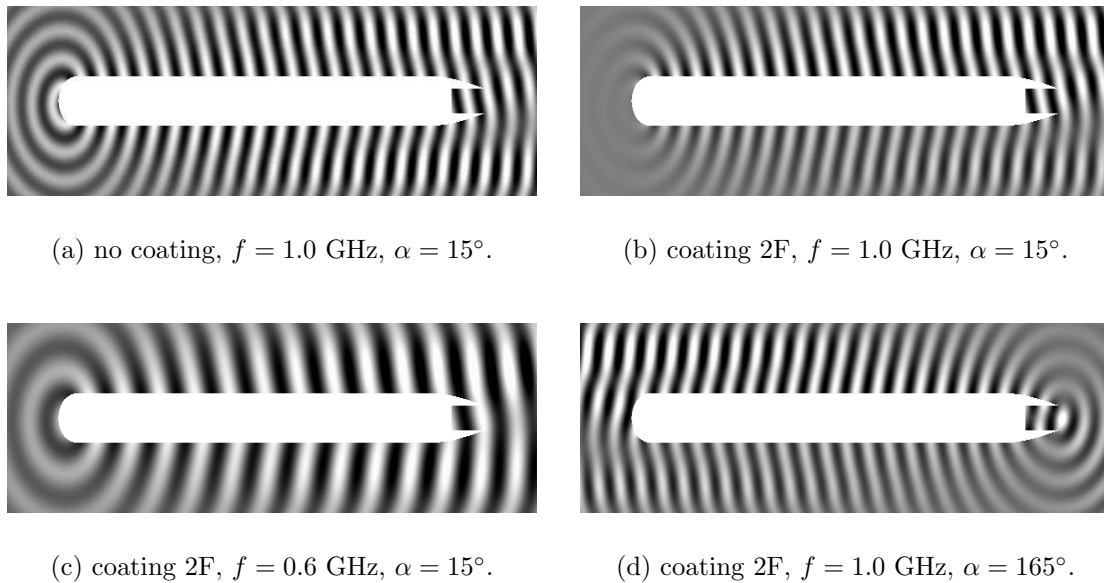 (a) no coating, f = 1.0 GHz, α = 15°.
(b) coating 2F, f = 1.0 GHz, α = 15°.
(c) coating 2F, f = 0.6 GHz, α = 15°.
(d) coating 2F, f = 1.0 GHz, α = 165°.